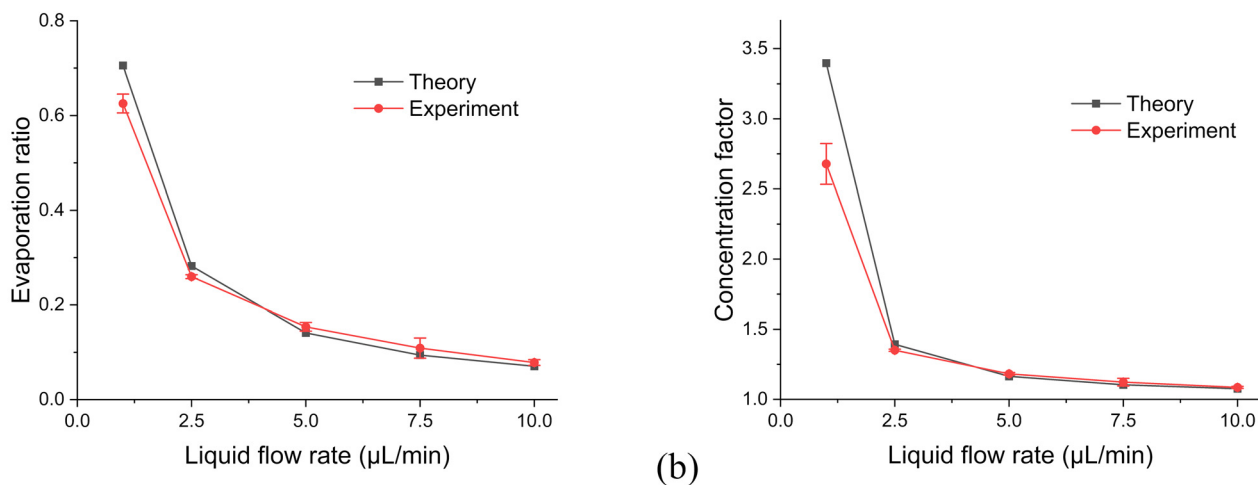 0.8
0.6
0.4
0.2
0.0
Evaporation ratio
Theory
Experiment
0.0 2.5 5.0 7.5 10.0
Liquid flow rate (µL/min)
(b)
3.5
3.0
2.5
2.0
1.5
1.0
Concentration factor
Theory
Experiment
0.0 2.5 5.0 7.5 10.0
Liquid flow rate (µL/min)